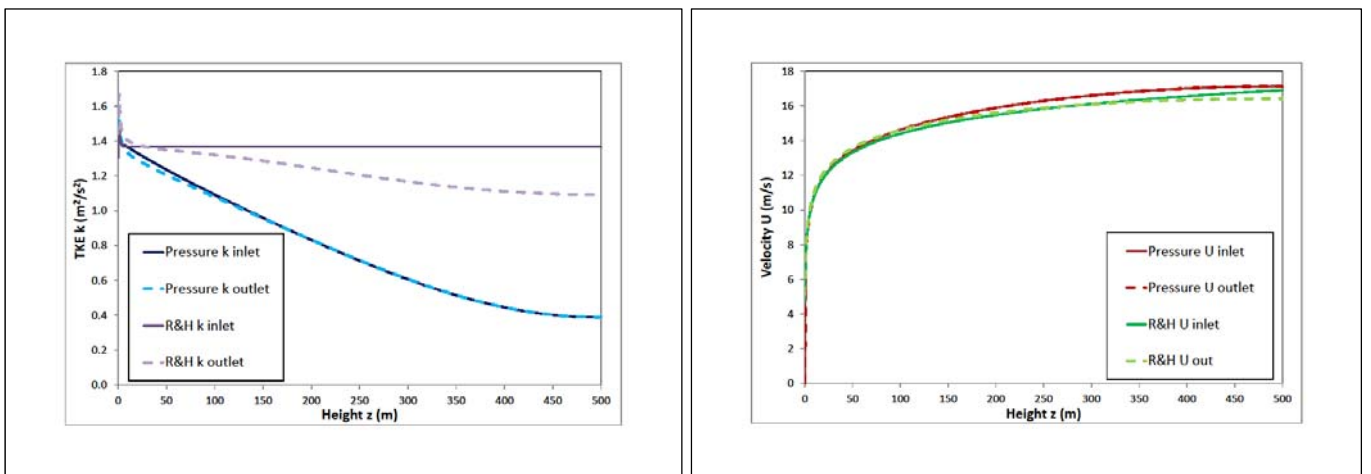 1.8
1.6
1.4
1.2
1.0
0.8
0.6
0.4
0.2
0.0
TKE k (m²/s²)
Pressure k inlet
Pressure k outlet
R&H k inlet
R&H k outlet
0 50 100 150 200 250 300 350 400 450 500
Height z (m)
18
16
14
12
10
8
6
4
2
0
Velocity U (m/s)
Pressure U inlet
Pressure U outlet
R&H U inlet
R&H U out
0 50 100 150 200 250 300 350 400 450 500
Height z (m)